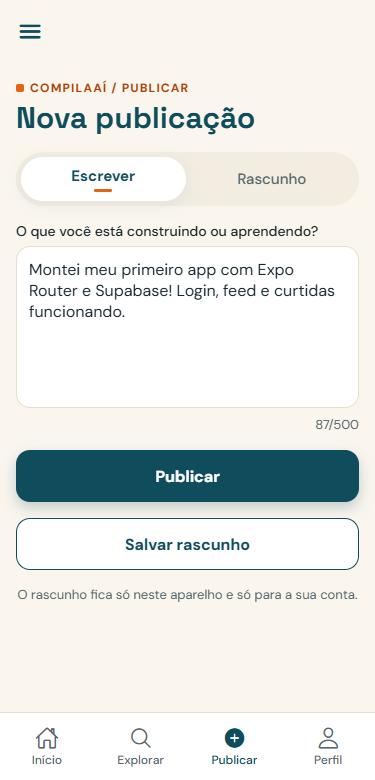 COMPILAAÍ / PUBLICAR
Nova publicação
Escrever
Rascunho
O que você está construindo ou aprendendo?
Montei meu primeiro app com Expo
Router e Supabase! Login, feed e curtidas
funcionando.
87/500
Publicar
Salvar rascunho
O rascunho fica só neste aparelho e só para a sua conta.
Início
Explorar
Publicar
Perfil